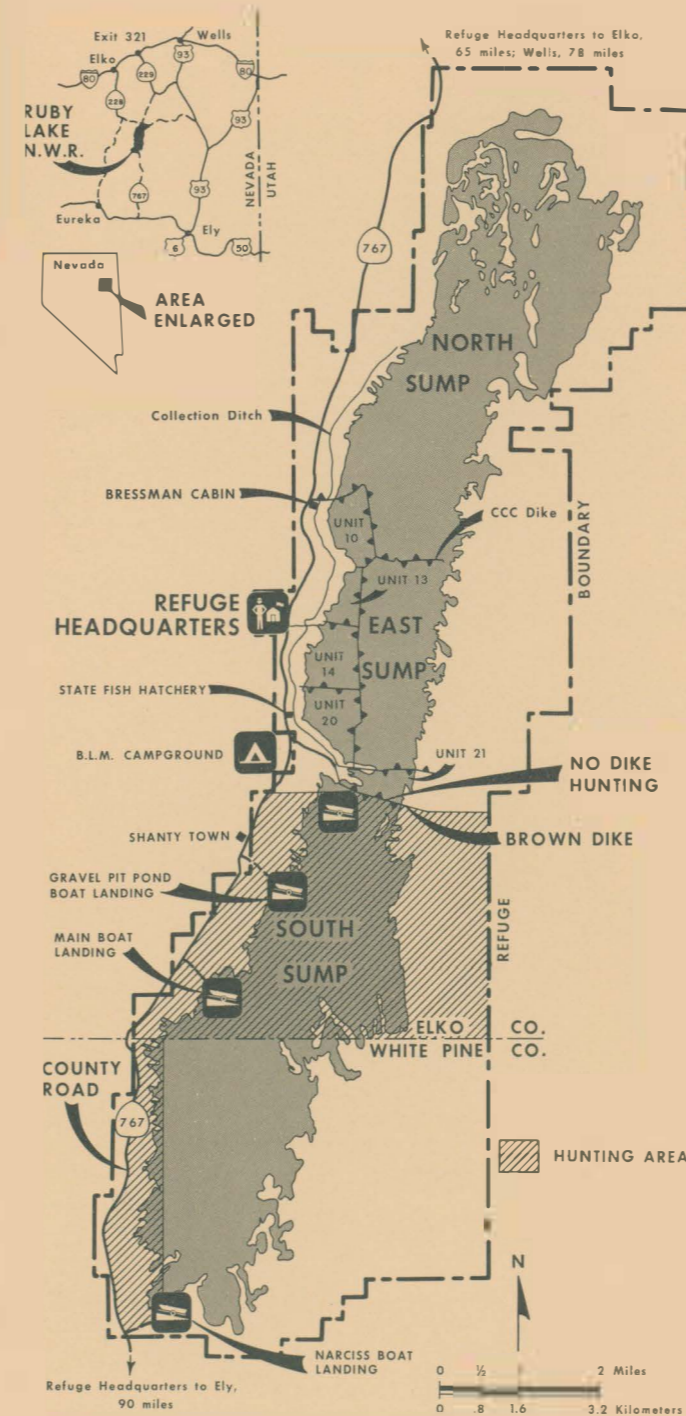 Refuge Headquarters to Elko,
65 miles; Wells, 78 miles
Exit 321
Wells
93
Elko
229
80
80
228
93
RUBY
LAKE
N.W.R.
NEVADA
UTAH
93
767
Eureka
Ely
6
50
767
Nevada
AREA
ENLARGED
NORTH
SUMP
Collection Ditch
BRESSMAN CABIN
UNIT
10
CCC Dike
BOUNDARY
UNIT 13
REFUGE
HEADQUARTERS
EAST
SUMP
UNIT
14
STATE FISH HATCHERY
UNIT
20
B.L.M. CAMPGROUND
UNIT 21
NO DIKE
HUNTING
SHANTY TOWN
BROWN DIKE
GRAVEL PIT POND
BOAT LANDING
REFUGE
SOUTH
SUMP
MAIN BOAT
LANDING
ELKO CO.
WHITE PINE CO.
COUNTY
ROAD
767
HUNTING AREA
N
NARCISS BOAT
LANDING
0 ½ 2 Miles
0 .8 1.6 3.2 Kilometers
Refuge Headquarters to Ely,
90 miles